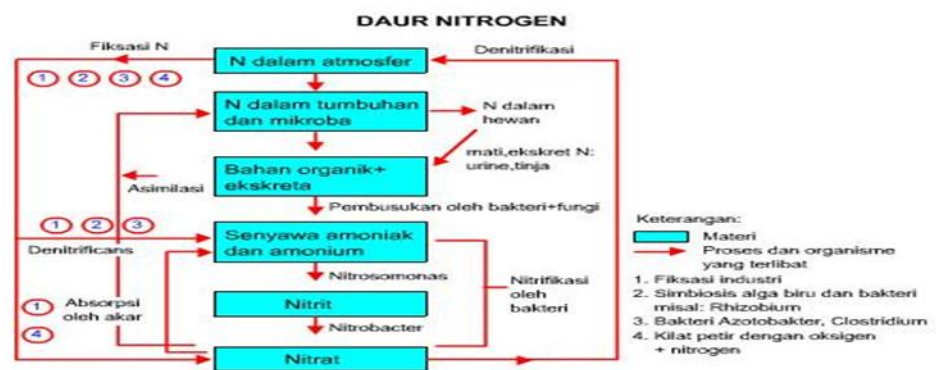 DAUR NITROGEN
Fiksasi N
Denitrifikasi
N dalam atmosfer
1 2 3 4
N dalam tumbuhan
dan mikroba
N dalam
hewan
mati,ekskret N:
urine,tinja
Bahan organik+
ekskreta
Asimilasi
Pembusukan oleh bakteri+fungi
1 2 3
Denitrificans
Senyawa amoniak
dan amonium
Nitrosomonas
Nitrifikasi
oleh
bakteri
Nitrit
1
Absorpsi
oleh akar
4
Nitrobacter
Nitrat
Keterangan:
Materi
Proses dan organisme
yang terlibat
1. Fiksasi industri
2. Simbiosis alga biru dan bakteri
misal: Rhizobium
3. Bakteri Azotobakter, Clostridium
4. Kilat petir dengan oksigen
+ nitrogen